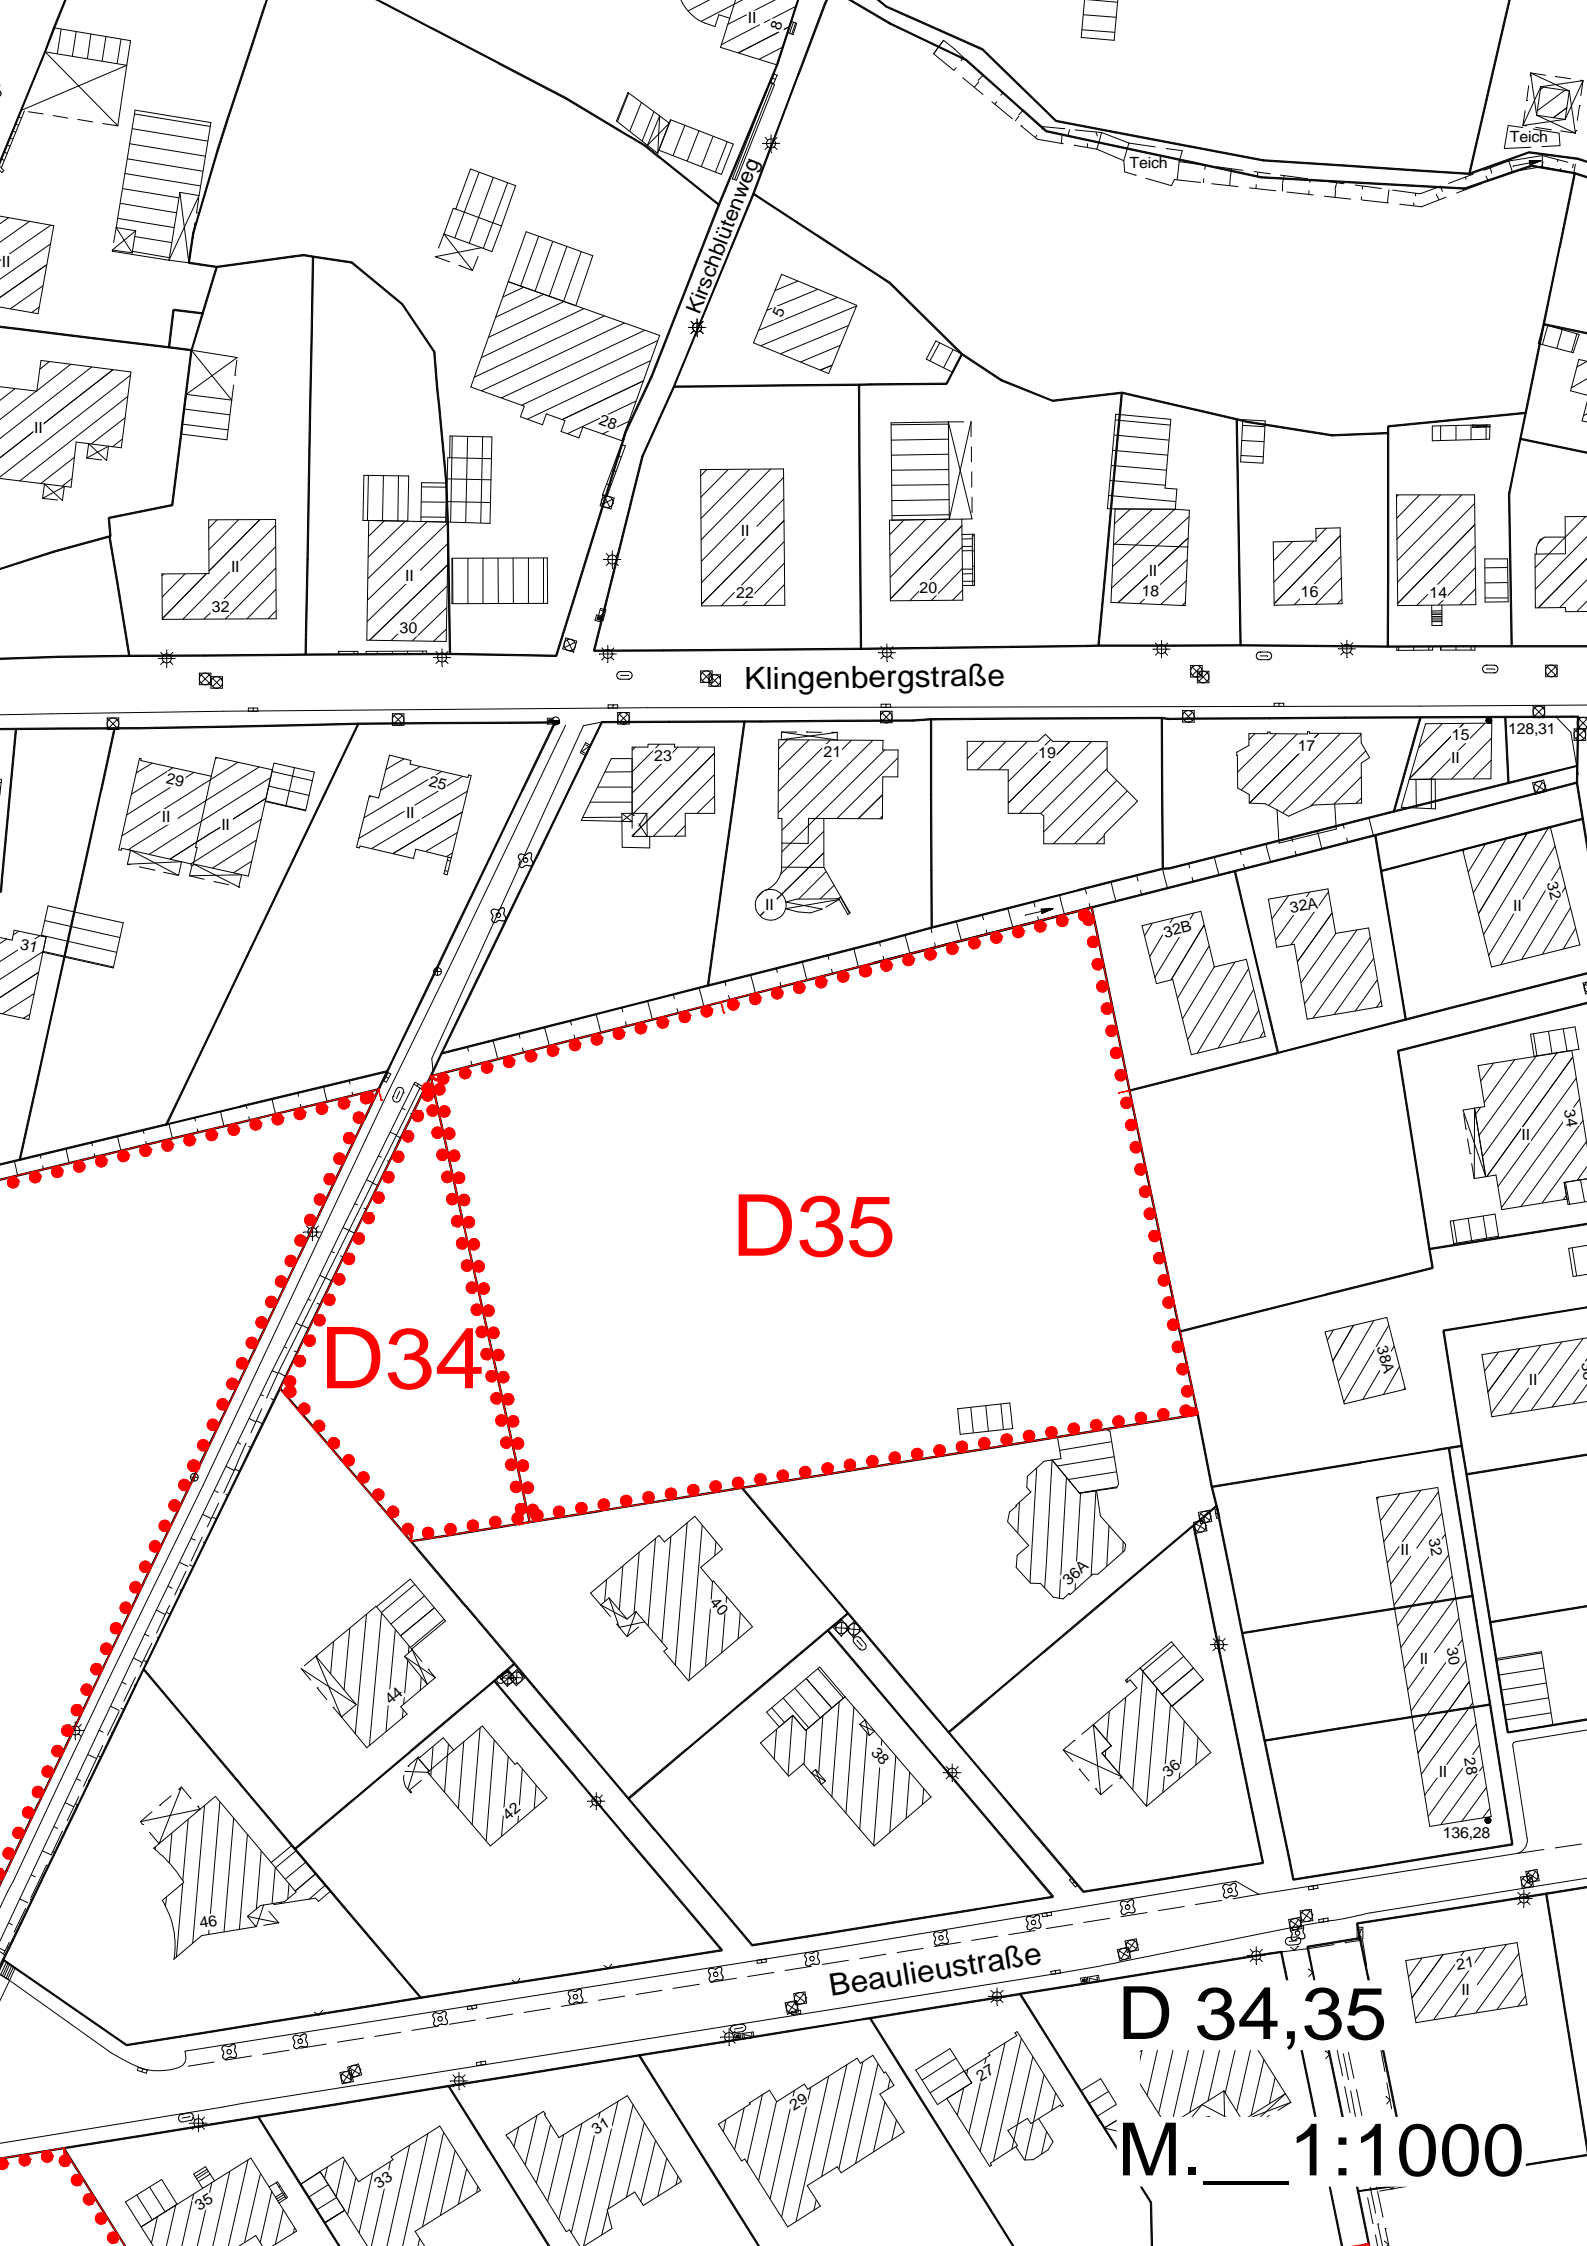 II
8
Teich
Teich
Kirschblütenweg
II
5
28
II
II
II
II
22
20
II
18
16
14
32
30
Klingenbergstraße
128,31
29
II
II
25
II
23
21
19
17
15
II
II
31
32B
32A
32
II
34
II
D35
D34
38A
II
36A
40
44
32
II
30
II
28
II
136,28
38
36
42
46
Beaulieustraße
21
II
D 34,35
27
29
31
33
35
M.__1:1000